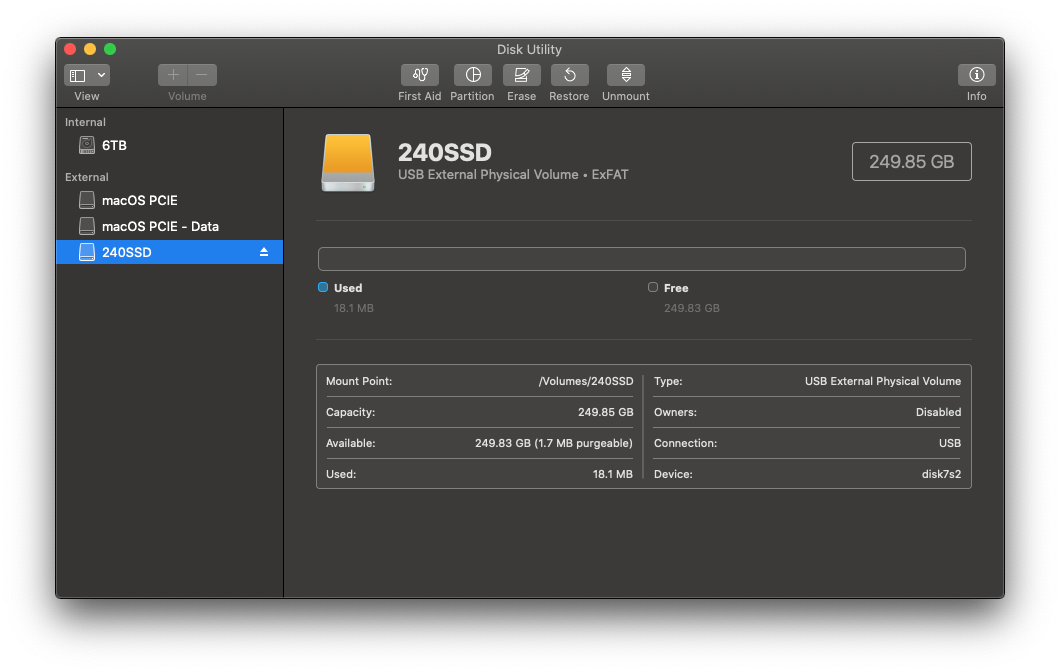 Disk Utility
View
Volume
First Aid
Partition
Erase
Restore
Unmount
Info
Internal
6TB
External
macOS PCIE
macOS PCIE - Data
240SSD
240SSD
USB External Physical Volume • ExFAT
249.85 GB
Used
18.1 MB
Free
249.83 GB
Mount Point: /Volumes/240SSD
Capacity: 249.85 GB
Available: 249.83 GB (1.7 MB purgeable)
Used: 18.1 MB
Type: USB External Physical Volume
Owners: Disabled
Connection: USB
Device: disk7s2